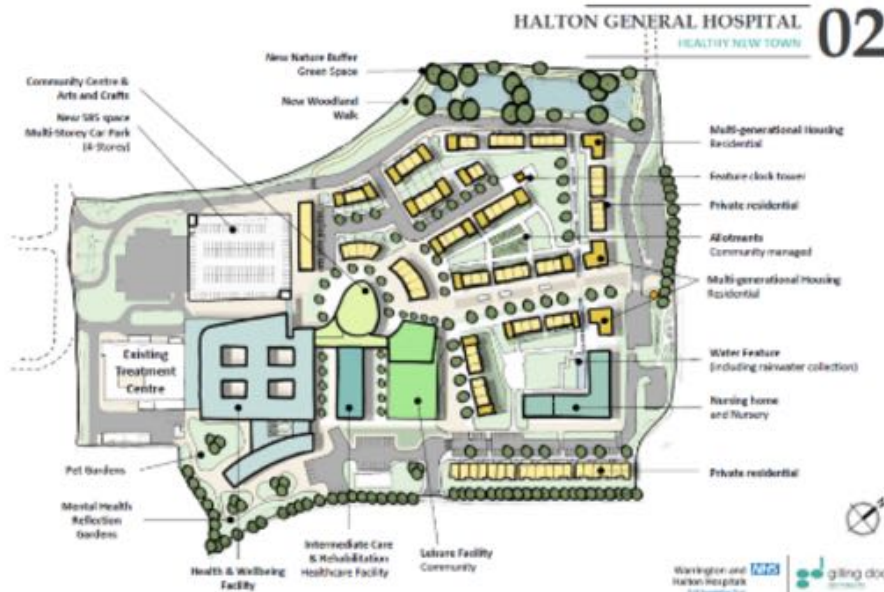 HALTON GENERAL HOSPITAL
HEALTHY NEW TOWN
02
New Nature Buffer
Green Space
Community Centre &
Arts and Crafts
New Woodland
Walk
New 585 space
Multi-Storey Car Park
(4-Storey)
Multi-generational Housing
Residential
Feature clock tower
Private residential
Allotments
Community managed
Multi-generational Housing
Residential
Existing
Treatment
Centre
Water Feature
(including rainwater collection)
Nursing home
and Nursery
Pet Gardens
Private residential
Mental Health
Reflection
Gardens
Health & Wellbeing
Facility
Intermediate Care
& Rehabilitation
Healthcare Facility
Leisure Facility
Community
Warrington and NHS
Halton Hospitals
gilling